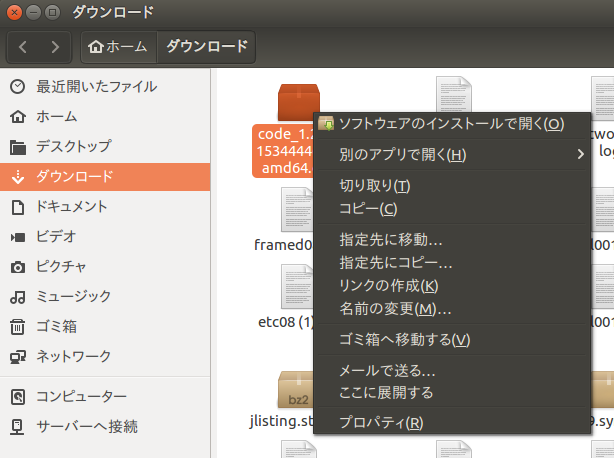 ダウンロード
ホーム ダウンロード
最近開いたファイル
ホーム
デスクトップ
ダウンロード
ドキュメント
ビデオ
ピクチャ
ミュージック
ゴミ箱
ネットワーク
コンピューター
サーバーへ接続
code_1.2
15344444
amd64.
framed0
etc08 (1)
bz2
jlisting.st
ソフトウェアのインストールで開く(O)
別のアプリで開く(H)
切り取り(T)
コピー(C)
指定先に移動...
指定先にコピー...
リンクの作成(K)
名前の変更(M)...
ゴミ箱へ移動する(V)
メールで送る...
ここに展開する
プロパティ(R)
two
log
l001
l001
9.sy